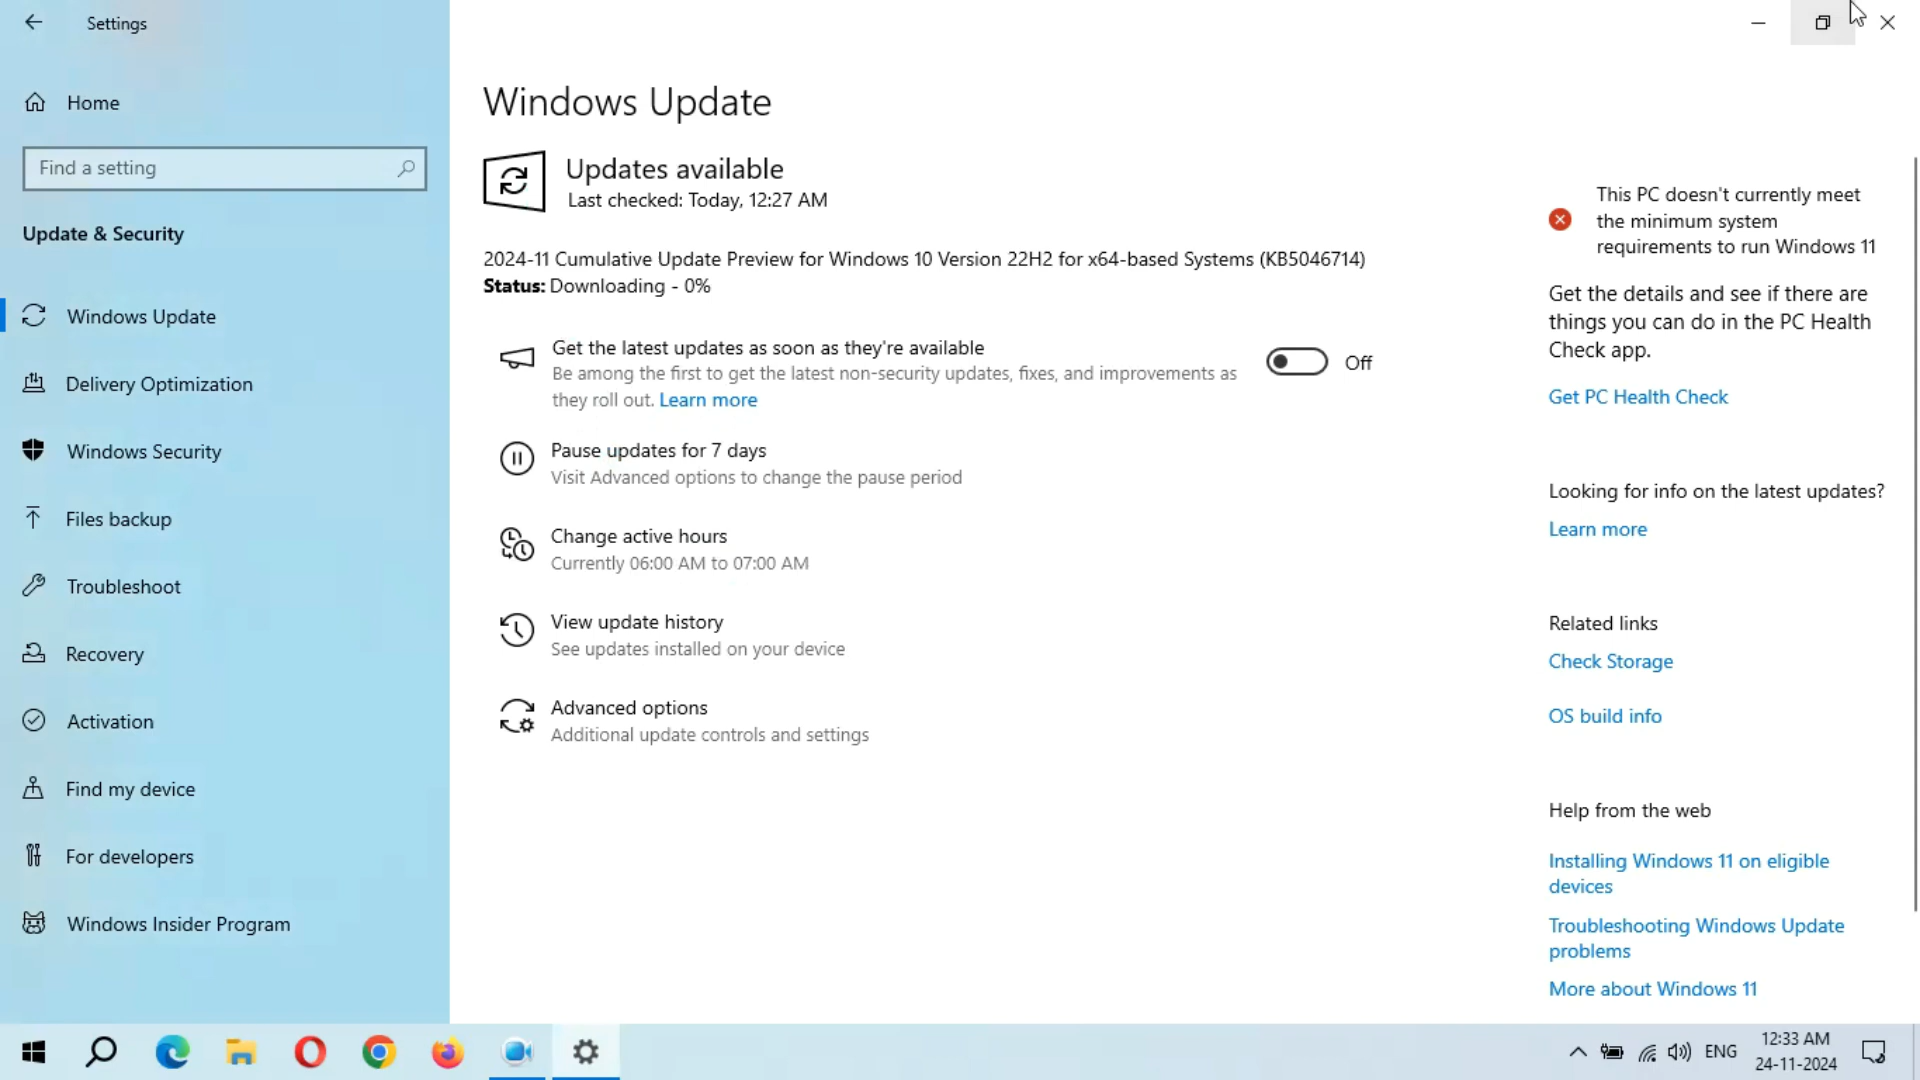 Settings
Home
Find a setting
Update & Security
Windows Update
Delivery Optimization
Windows Security
Files backup
Troubleshoot
Recovery
Activation
Find my device
For developers
Windows Insider Program
Windows Update
Updates available
Last checked: Today, 12:27 AM
2024-11 Cumulative Update Preview for Windows 10 Version 22H2 for x64-based Systems (KB5046714)
Status: Downloading - 0%
Get the latest updates as soon as they're available
Be among the first to get the latest non-security updates, fixes, and improvements as
they roll out. Learn more
Off
Pause updates for 7 days
Visit Advanced options to change the pause period
Change active hours
Currently 06:00 AM to 07:00 AM
View update history
See updates installed on your device
Advanced options
Additional update controls and settings
This PC doesn't currently meet
the minimum system
requirements to run Windows 11
Get the details and see if there are
things you can do in the PC Health
Check app.
Get PC Health Check
Looking for info on the latest updates?
Learn more
Related links
Check Storage
OS build info
Help from the web
Installing Windows 11 on eligible
devices
Troubleshooting Windows Update
problems
More about Windows 11
ENG
12:33 AM
24-11-2024